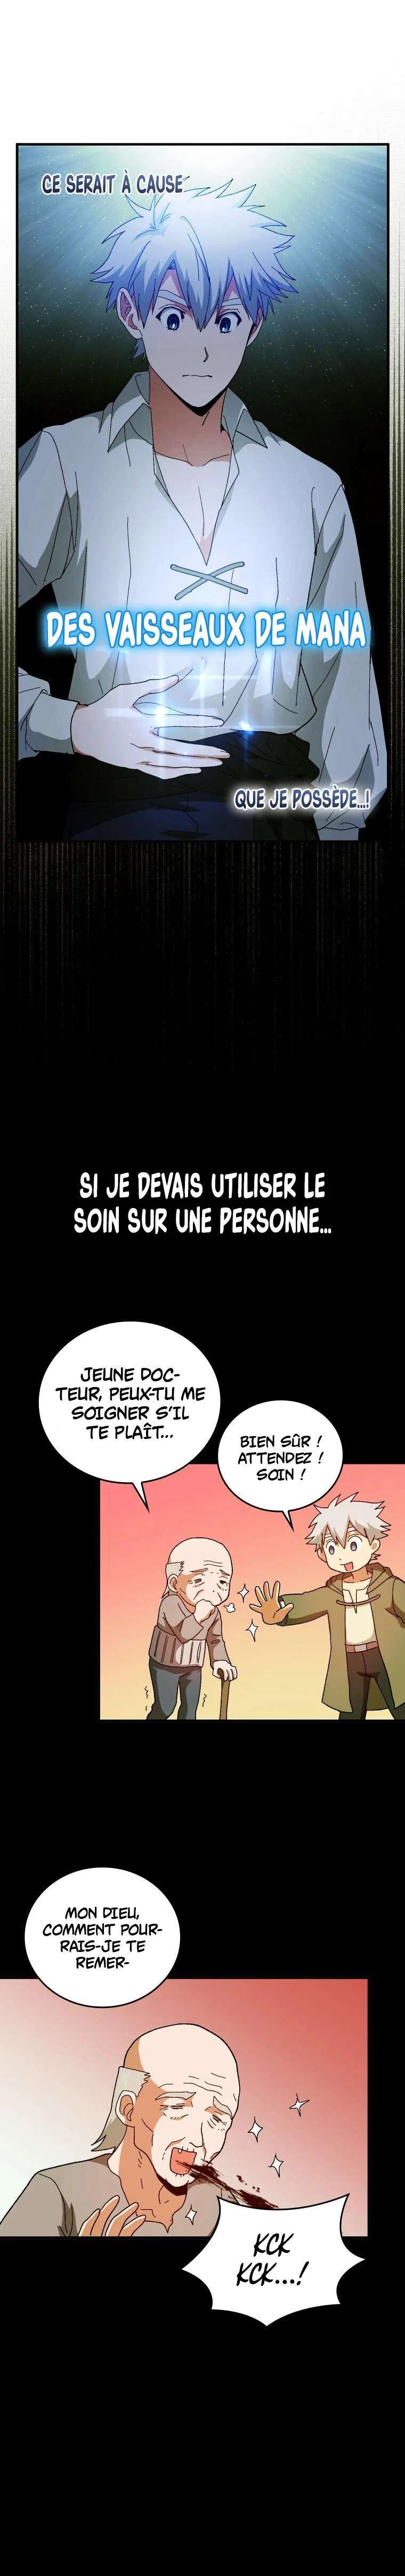 CE SERAIT À CAUSE
DES VAISSEAUX DE MANA
QUE JE POSSÈDE...!
SI JE DEVAIS UTILISER LE
SOIN SUR UNE PERSONNE...
JEUNE DOC-
TEUR, PEUX-TU ME
SOIGNER S'IL
TE PLAÎT...
BIEN SÛR !
ATTENDEZ !
SOIN !
MON DIEU,
COMMENT POUR-
RAIS-JE TE
REMER-
KCK
KCK...!